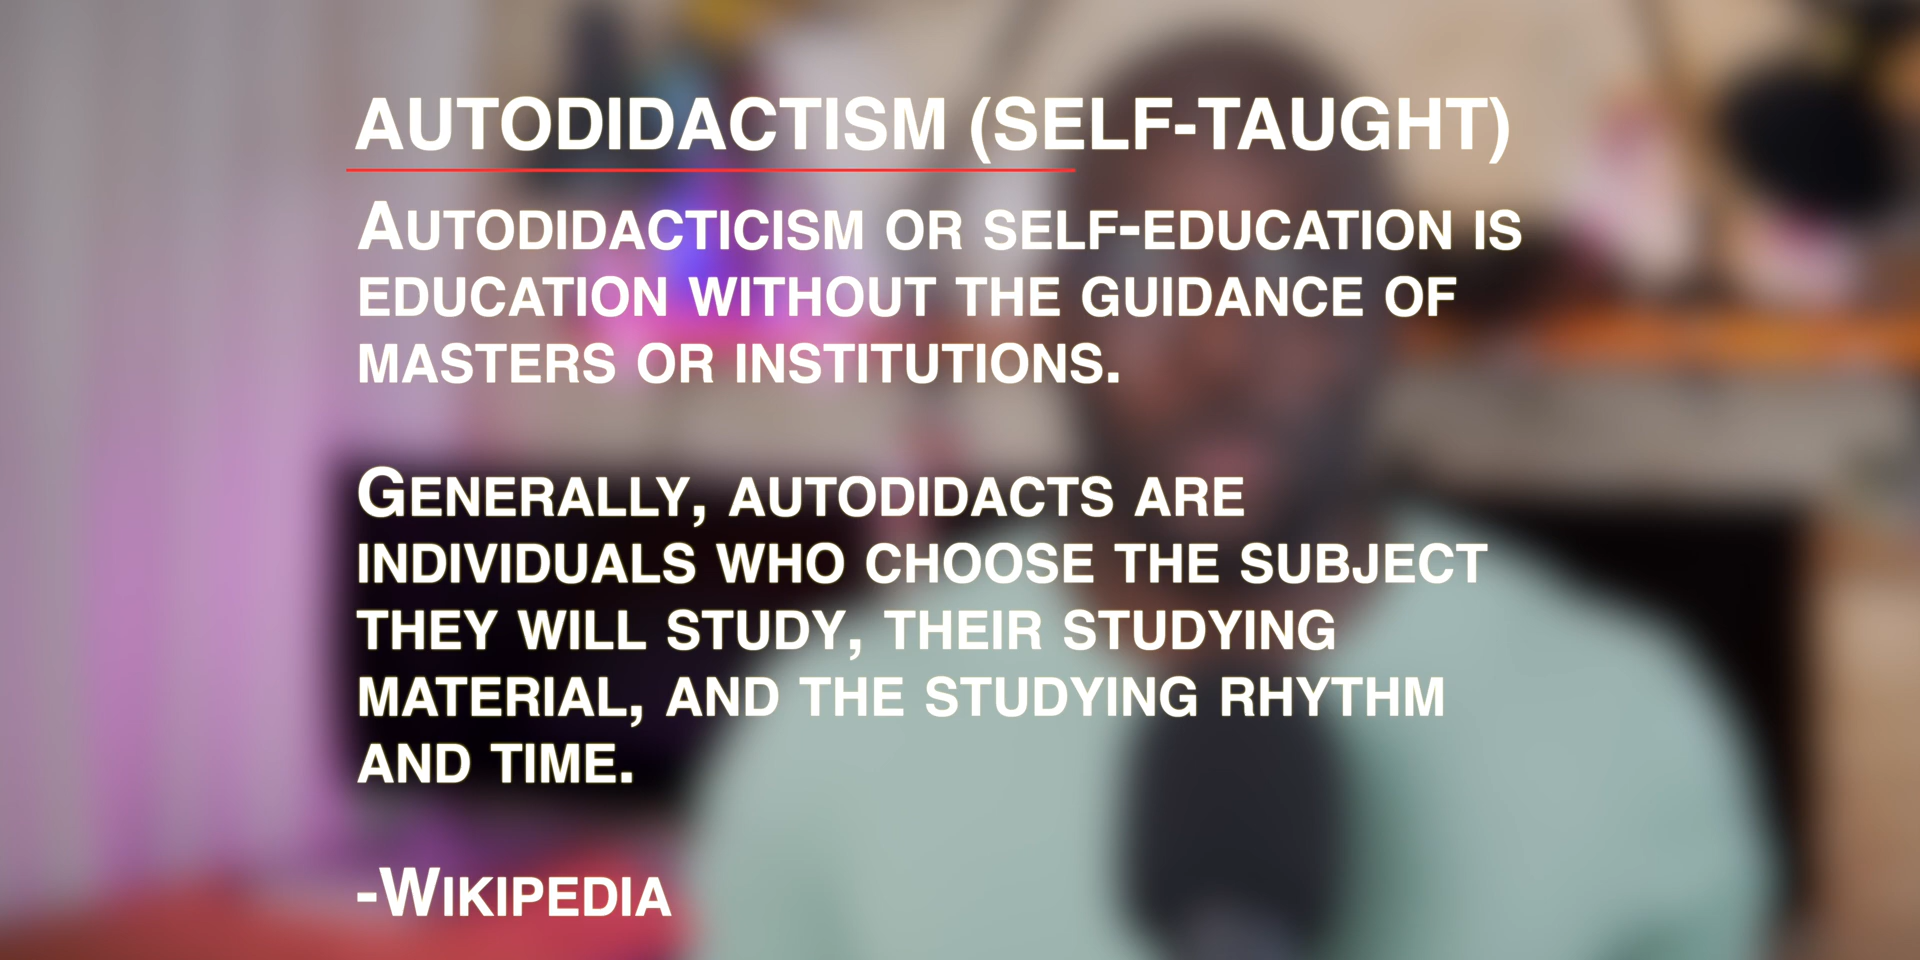 AUTODIDACTISM (SELF-TAUGHT)
AUTODIDACTICISM OR SELF-EDUCATION IS
EDUCATION WITHOUT THE GUIDANCE OF
MASTERS OR INSTITUTIONS.
GENERALLY, AUTODIDACTS ARE
INDIVIDUALS WHO CHOOSE THE SUBJECT
THEY WILL STUDY, THEIR STUDYING
MATERIAL, AND THE STUDYING RHYTHM
AND TIME.
-WIKIPEDIA